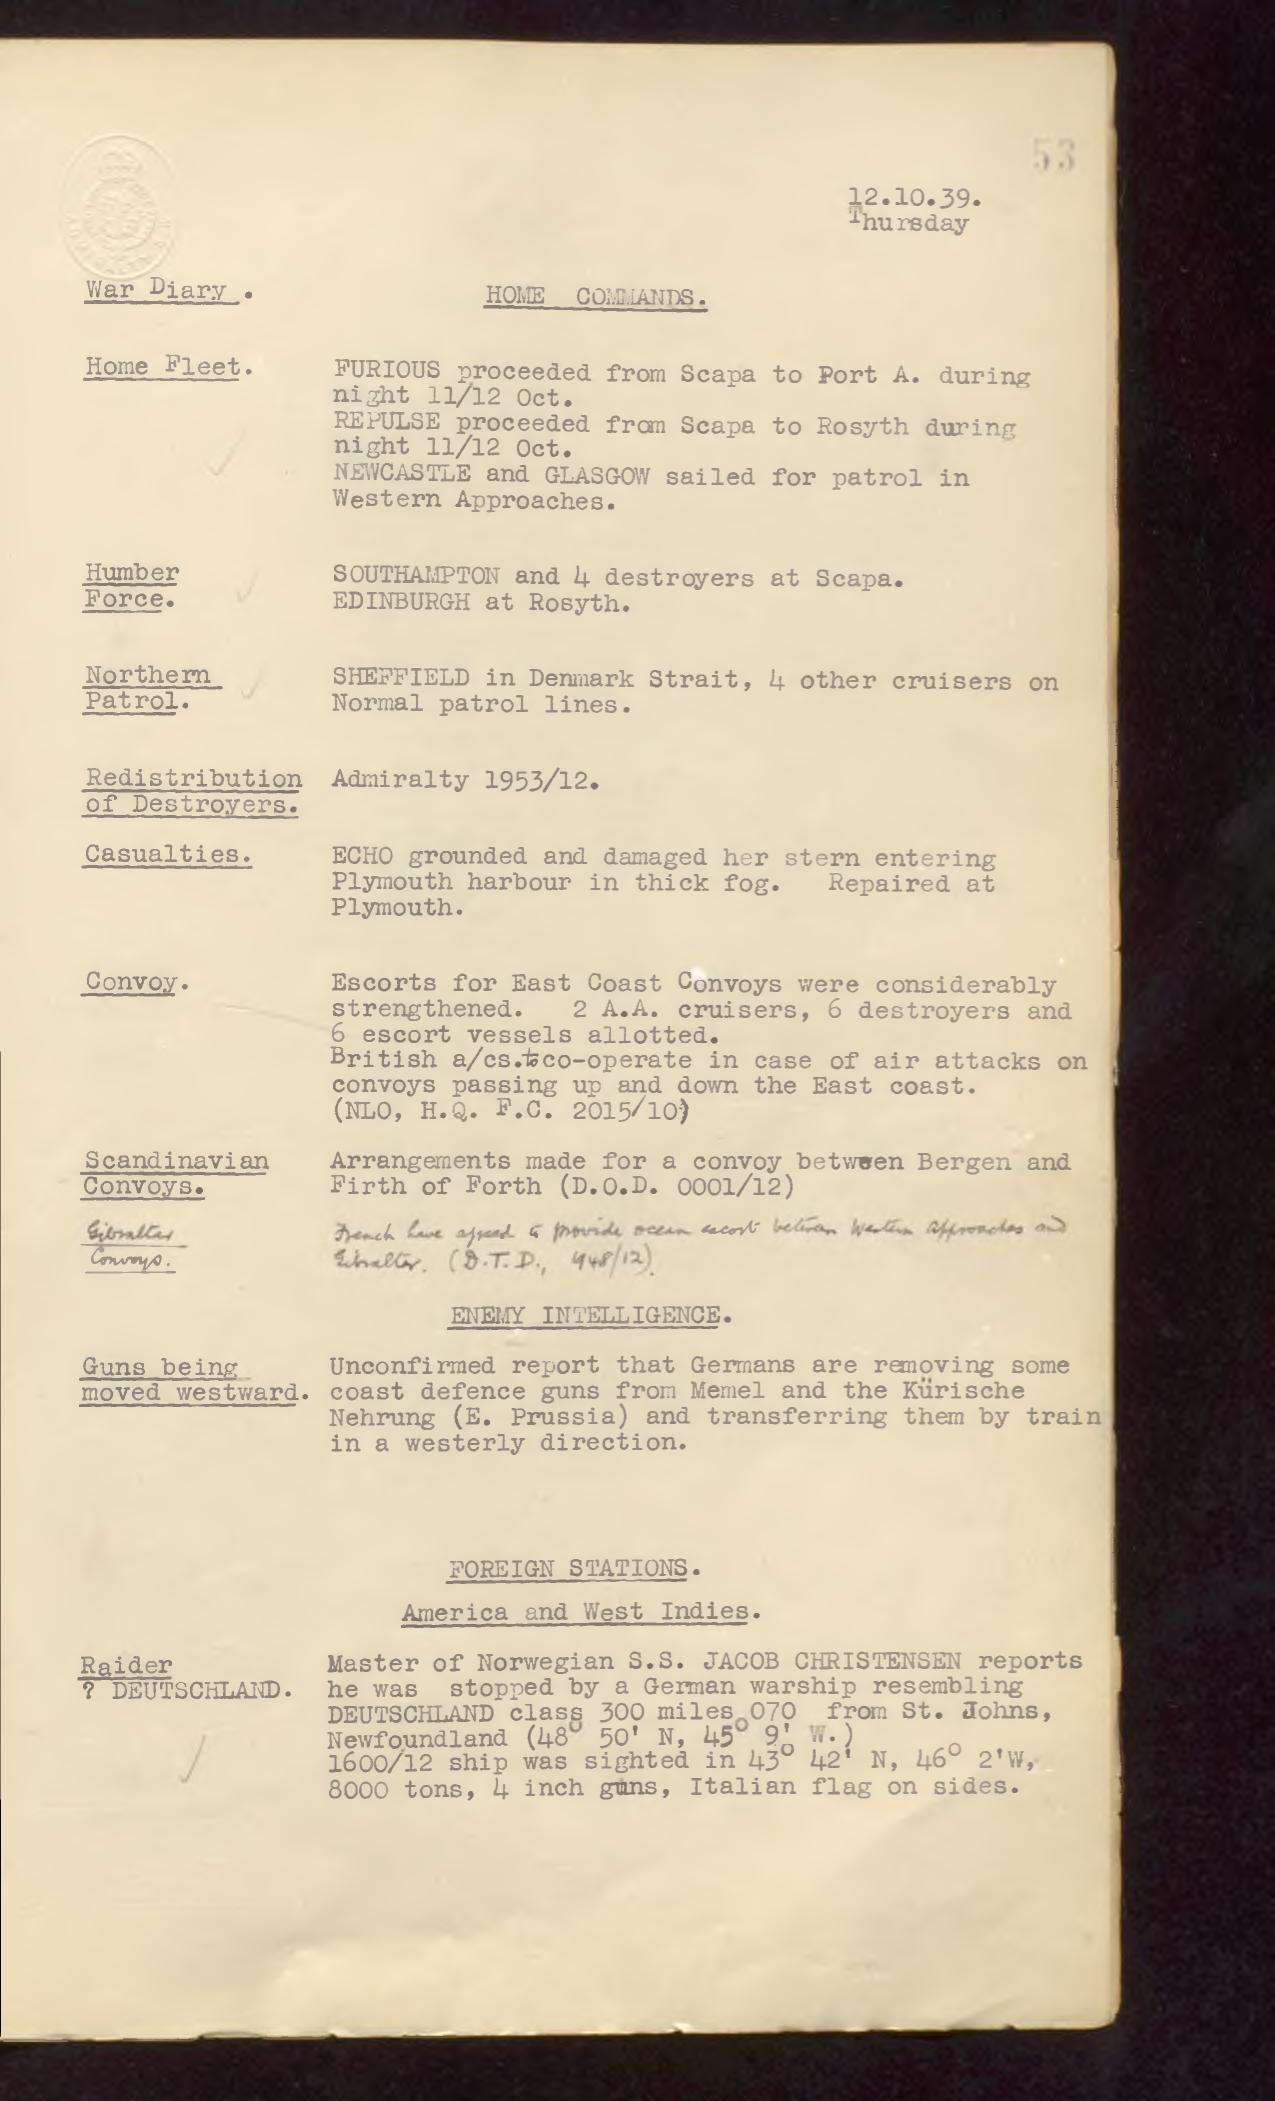 53
12.10.39.
Thursday
War Diary .
HOME COMMANDS.
Home Fleet.
FURIOUS proceeded from Scapa to Port A. during
night 11/12 Oct.
REPULSE proceeded from Scapa to Rosyth during
night 11/12 Oct.
NEWCASTLE and GLASGOW sailed for patrol in
Western Approaches.
Humber
Force.
SOUTHAMPTON and 4 destroyers at Scapa.
EDINBURGH at Rosyth.
Northern
Patrol.
SHEFFIELD in Denmark Strait, 4 other cruisers on
Normal patrol lines.
Redistribution
of Destroyers.
Admiralty 1953/12.
Casualties.
ECHO grounded and damaged her stern entering
Plymouth harbour in thick fog. Repaired at
Plymouth.
Convoy.
Escorts for East Coast Convoys were considerably
strengthened. 2 A.A. cruisers, 6 destroyers and
6 escort vessels allotted.
British a/cs.to co-operate in case of air attacks on
convoys passing up and down the East coast.
(NLO, H.Q. F.C. 2015/10)
Scandinavian
Convoys.
Arrangements made for a convoy between Bergen and
Firth of Forth (D.O.D. 0001/12)
Gibraltar
Convoys.
French have agreed to provide ocean escort between Western Approaches and
Gibraltar. (D.T.D., 948/12).
ENEMY INTELLIGENCE.
Guns being
moved westward.
Unconfirmed report that Germans are removing some
coast defence guns from Memel and the Kürische
Nehrung (E. Prussia) and transferring them by train
in a westerly direction.
FOREIGN STATIONS.
America and West Indies.
Raider
? DEUTSCHLAND.
Master of Norwegian S.S. JACOB CHRISTENSEN reports
he was stopped by a German warship resembling
DEUTSCHLAND class 300 miles 070 from St. Johns,
Newfoundland (48° 50' N, 45° 9' W.)
1600/12 ship was sighted in 43° 42' N, 46° 2'W,
8000 tons, 4 inch guns, Italian flag on sides.